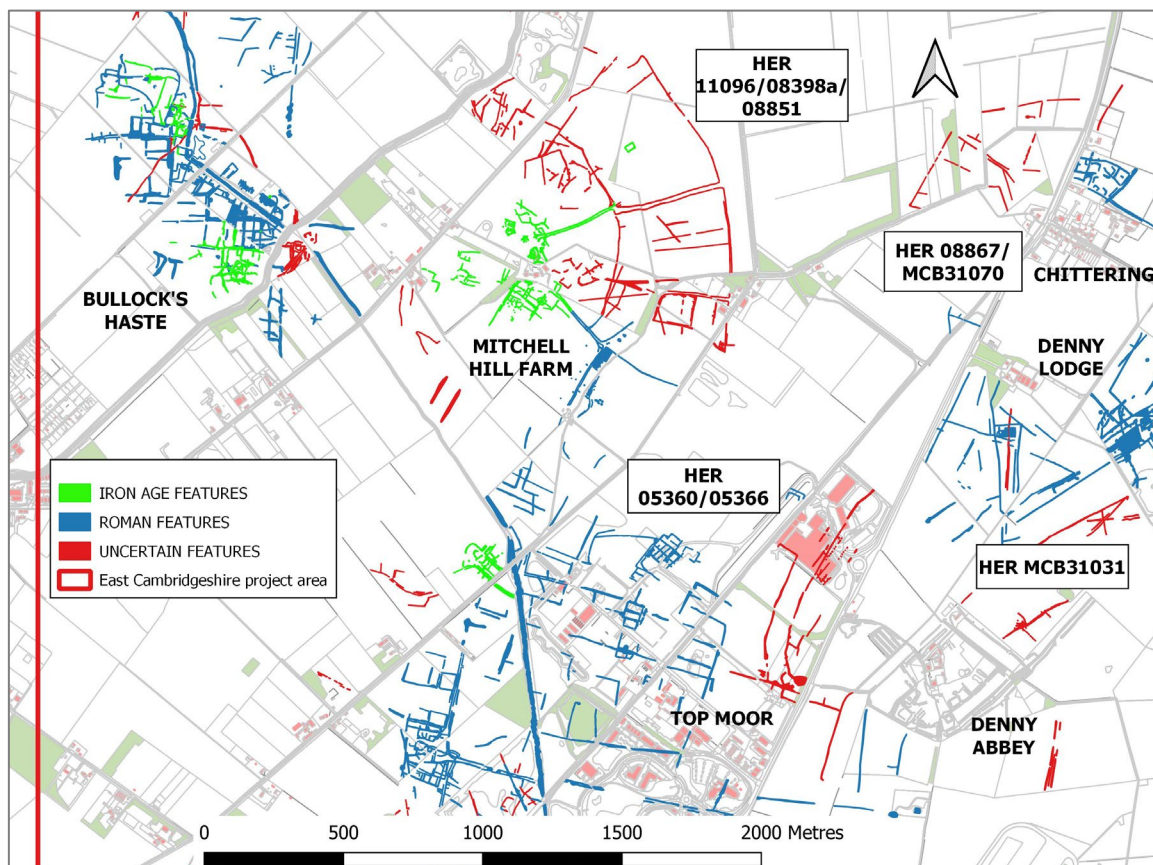 HER
11096/08398a/
08851
HER 08867/
MCB31070
CHITTERING
BULLOCK'S
HASTE
MITCHELL
HILL FARM
DENNY
LODGE
HER
05360/05366
IRON AGE FEATURES
ROMAN FEATURES
UNCERTAIN FEATURES
East Cambridgeshire project area
HER MCB31031
TOP MOOR
DENNY
ABBEY
0 500 1000 1500 2000 Metres